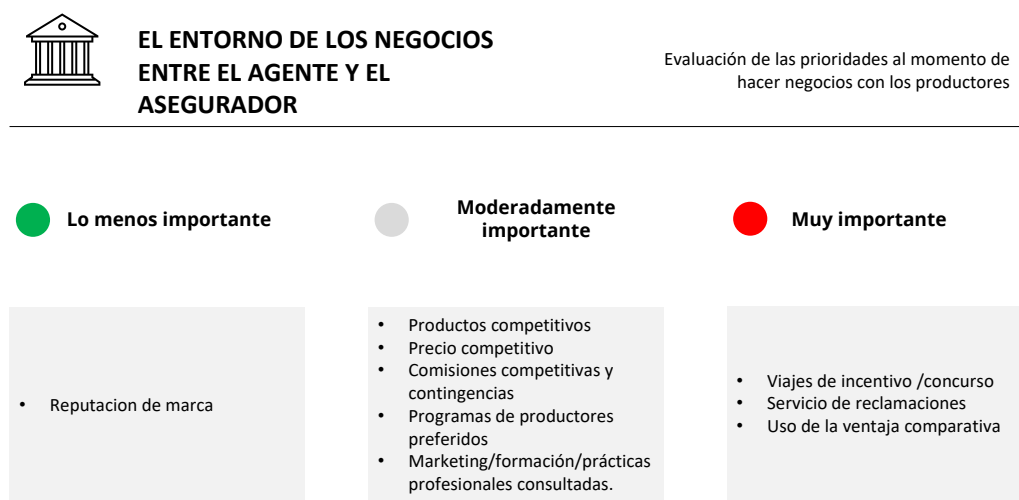 EL ENTORNO DE LOS NEGOCIOS
ENTRE EL AGENTE Y EL
ASEGURADOR
Evaluación de las prioridades al momento de
hacer negocios con los productores
Lo menos importante
Moderadamente
importante
Muy importante
• Reputacion de marca
• Productos competitivos
• Precio competitivo
• Comisiones competitivas y
contingencias
• Programas de productores
preferidos
• Marketing/formación/prácticas
profesionales consultadas.
• Viajes de incentivo /concurso
• Servicio de reclamaciones
• Uso de la ventaja comparativa